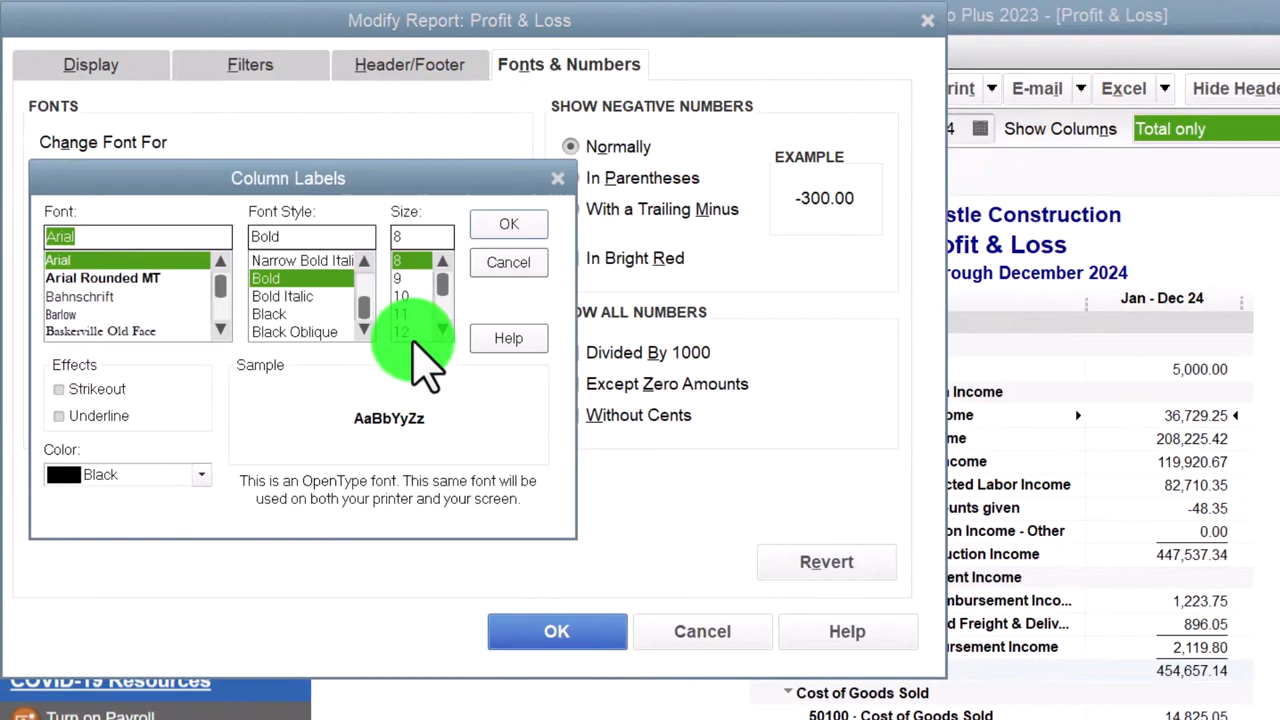 Modify Report: Profit & Loss
o Plus 2023 - [Profit & Loss]
Display
Filters
Header/Footer
Fonts & Numbers
rint
E-mail
Excel
Hide Heade
FONTS
SHOW NEGATIVE NUMBERS
4
Show Columns
Total only
Change Font For
Normally
EXAMPLE
In Parentheses
-300.00
With a Trailing Minus
In Bright Red
Column Labels
Font:
Font Style:
Size:
Arial
Bold
8
OK
Arial
Narrow Bold Itali
8
Cancel
Arial Rounded MT
Bold
9
Bahnschrift
Bold Italic
10
Barlow
Black
11
Baskerville Old Face
Black Oblique
12
Help
Effects
Sample
Strikeout
Underline
AaBbYyZz
Color:
Black
This is an OpenType font. This same font will be
used on both your printer and your screen.
OW ALL NUMBERS
Divided By 1000
Except Zero Amounts
Without Cents
Revert
OK
Cancel
Help
stle Construction
ofit & Loss
rough December 2024
Jan - Dec 24
5,000.00
n Income
ome
36,729.25
me
208,225.42
ncome
119,920.67
cted Labor Income
82,710.35
unts given
-48.35
on Income - Other
0.00
uction Income
447,537.34
ent Income
mbursement Inco...
1,223.75
d Freight & Deliv...
896.05
ursement Income
2,119.80
454,657.14
Cost of Goods Sold
50100 · Cost of Goods Sold
14,825.05
COVID-19 Resources
Turn on Payroll